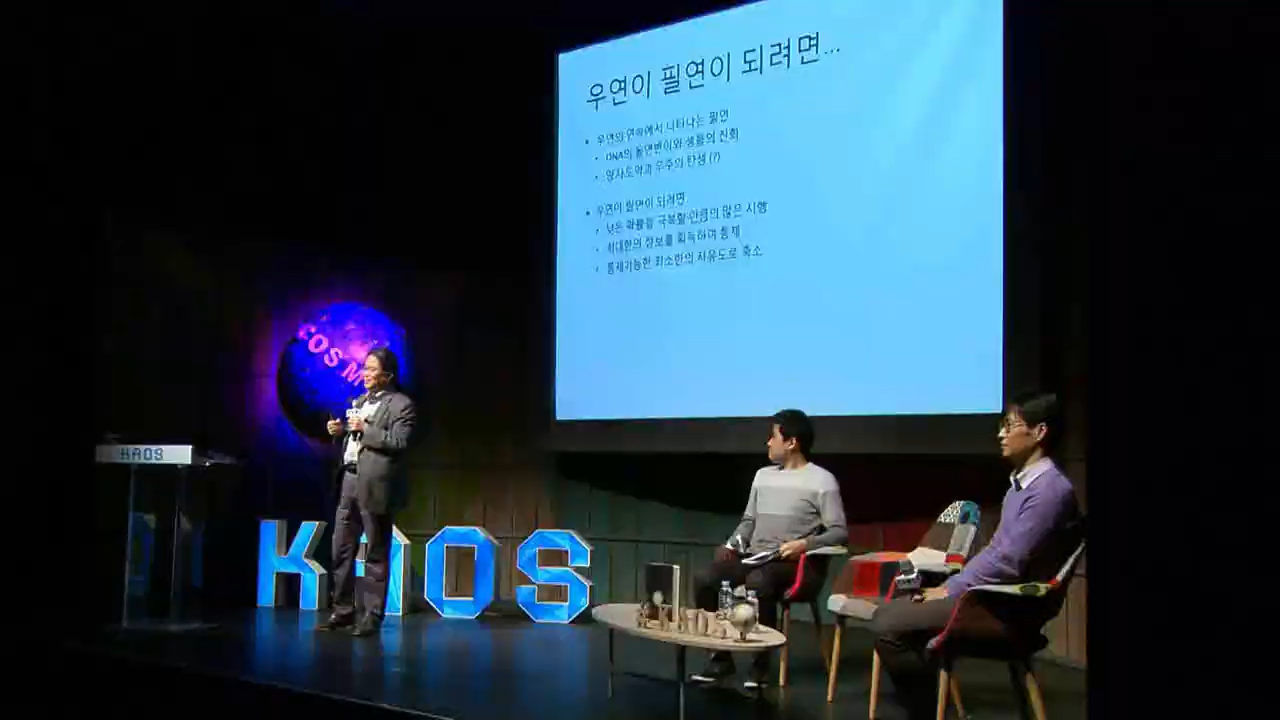 우연이 필연이 되려면...
• 우연의 연속에서 나타나는 필연
• DNA의 돌연변이와 생물의 진화
• 양자도약과 우주의 탄생 (?)
• 우연이 필연이 되려면
• 낮은 확률을 극복할 만큼의 많은 시행
• 최대한의 정보를 획득하여 통제
• 통제가능한 최소한의 자유도로 축소
COSM
KAOS
KAOS